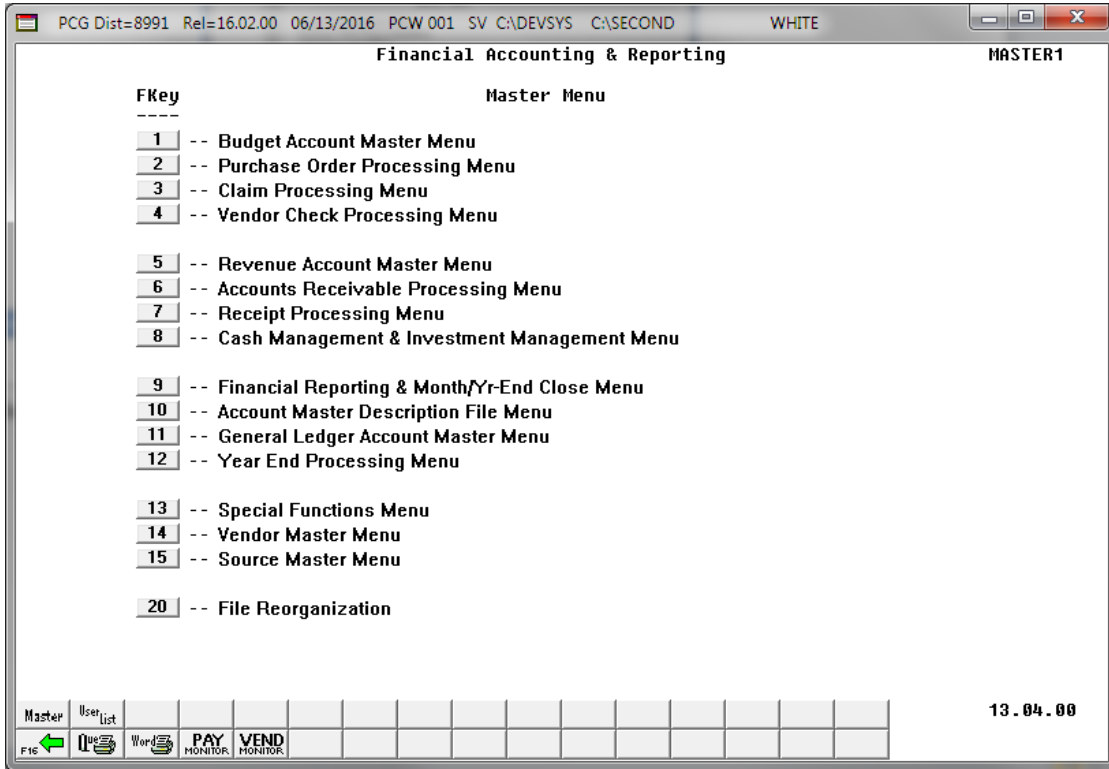 PCG Dist=8991 Rel=16.02.00 06/13/2016 PCW 001 SV C:\DEVSYS C:\SECOND WHITE
Financial Accounting & Reporting MASTER1
FKey Master Menu
----
1 -- Budget Account Master Menu
2 -- Purchase Order Processing Menu
3 -- Claim Processing Menu
4 -- Vendor Check Processing Menu
5 -- Revenue Account Master Menu
6 -- Accounts Receivable Processing Menu
7 -- Receipt Processing Menu
8 -- Cash Management & Investment Management Menu
9 -- Financial Reporting & Month/Yr-End Close Menu
10 -- Account Master Description File Menu
11 -- General Ledger Account Master Menu
12 -- Year End Processing Menu
13 -- Special Functions Menu
14 -- Vendor Master Menu
15 -- Source Master Menu
20 -- File Reorganization
Master User List 13.04.00
F16 Que Word PAY MONITOR VEND MONITOR